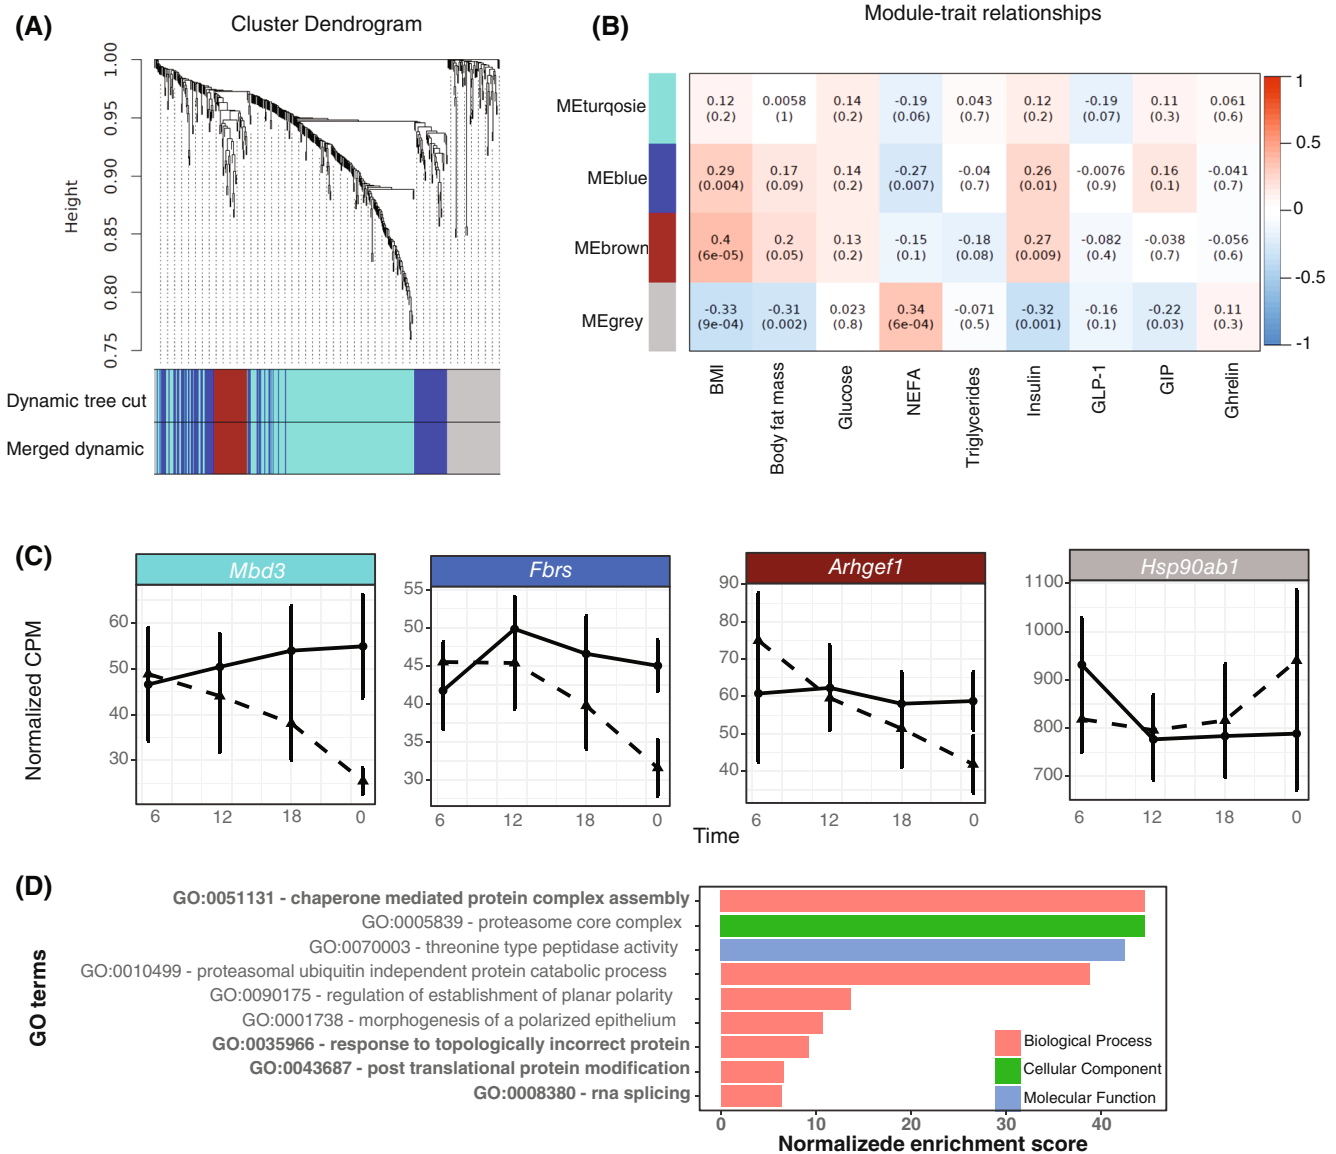 (A)
Cluster Dendrogram
Height
1.00
0.95
0.90
0.85
0.80
0.75
Dynamic tree cut
Merged dynamic
(B)
Module-trait relationships
MEturqosie
0.12 0.0058 0.14 -0.19 0.043 0.12 -0.19 0.11 0.061
(0.2) (1) (0.2) (0.06) (0.7) (0.2) (0.07) (0.3) (0.6)
MEblue
0.29 0.17 0.14 -0.27 -0.04 0.26 -0.0076 0.16 -0.041
(0.004) (0.09) (0.2) (0.007) (0.7) (0.01) (0.9) (0.1) (0.7)
MEbrown
0.4 0.2 0.13 -0.15 -0.18 0.27 -0.082 -0.038 -0.056
(6e-05) (0.05) (0.2) (0.1) (0.08) (0.009) (0.4) (0.7) (0.6)
MEgrey
-0.33 -0.31 0.023 0.34 -0.071 -0.32 -0.16 -0.22 0.11
(9e-04) (0.002) (0.8) (6e-04) (0.5) (0.001) (0.1) (0.03) (0.3)
BMI
Body fat mass
Glucose
NEFA
Triglycerides
Insulin
GLP-1
GIP
Ghrelin
1
0.5
0
-0.5
-1
(C)
Normalized CPM
Mbd3
60
50
40
30
6 12 18 0
Fbrs
55
50
45
40
35
30
6 12 18 0
Arhgef1
90
80
70
60
50
40
6 12 18 0
Hsp90ab1
1100
1000
900
800
700
6 12 18 0
Time
(D)
GO terms
GO:0051131 - chaperone mediated protein complex assembly
GO:0005839 - proteasome core complex
GO:0070003 - threonine type peptidase activity
GO:0010499 - proteasomal ubiquitin independent protein catabolic process
GO:0090175 - regulation of establishment of planar polarity
GO:0001738 - morphogenesis of a polarized epithelium
GO:0035966 - response to topologically incorrect protein
GO:0043687 - post translational protein modification
GO:0008380 - rna splicing
Biological Process
Cellular Component
Molecular Function
0 10 20 30 40
Normalizede enrichment score